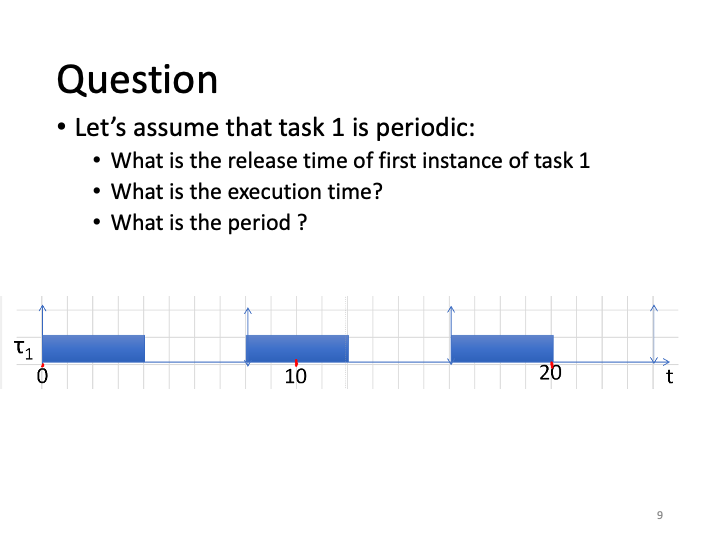 Question
• Let’s assume that task 1 is periodic:
• What is the release time of first instance of task 1
• What is the execution time?
• What is the period ?
τ1
0 10 20 t
9